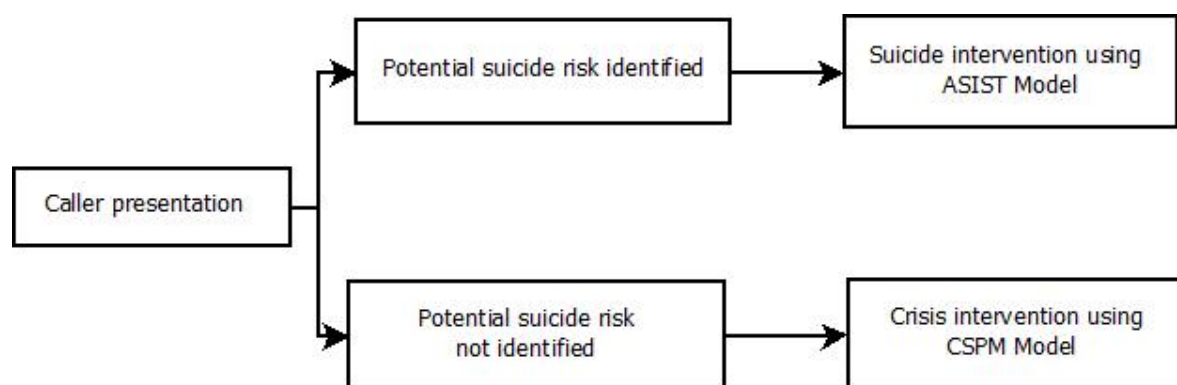 Caller presentation
Potential suicide risk identified
Suicide intervention using
ASIST Model
Potential suicide risk
not identified
Crisis intervention using
CSPM Model